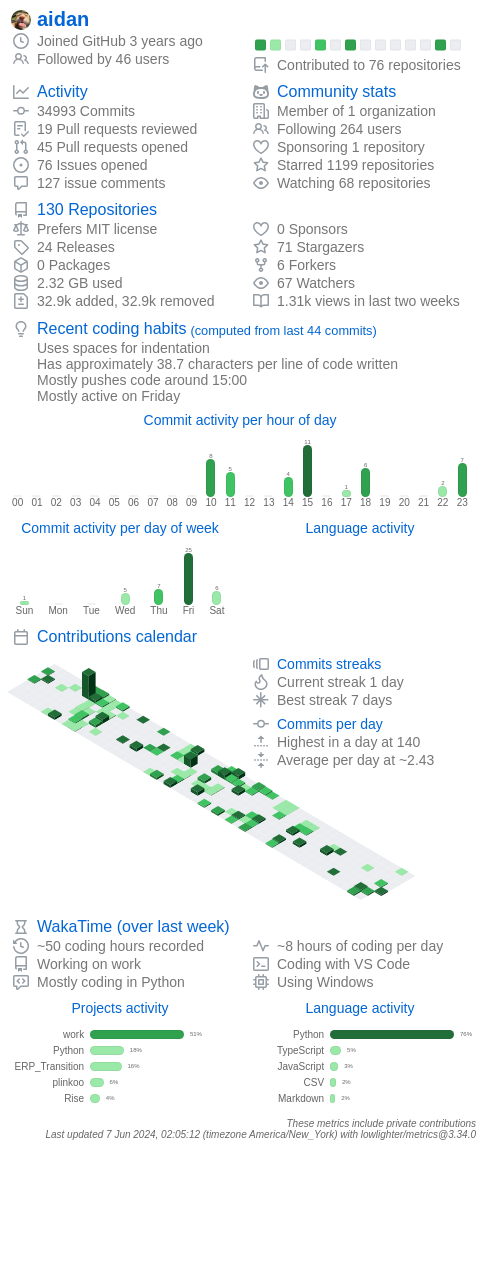 aidan
Joined GitHub 3 years ago
Followed by 46 users
Contributed to 76 repositories
Activity
34993 Commits
19 Pull requests reviewed
45 Pull requests opened
76 Issues opened
127 issue comments
Community stats
Member of 1 organization
Following 264 users
Sponsoring 1 repository
Starred 1199 repositories
Watching 68 repositories
130 Repositories
Prefers MIT license
24 Releases
0 Packages
2.32 GB used
32.9k added, 32.9k removed
0 Sponsors
71 Stargazers
6 Forkers
67 Watchers
1.31k views in last two weeks
Recent coding habits (computed from last 44 commits)
Uses spaces for indentation
Has approximately 38.7 characters per line of code written
Mostly pushes code around 15:00
Mostly active on Friday
Commit activity per hour of day
8 5 4 11 1 6 2 7
00 01 02 03 04 05 06 07 08 09 10 11 12 13 14 15 16 17 18 19 20 21 22 23
Commit activity per day of week
1 5 7 25 6
Sun Mon Tue Wed Thu Fri Sat
Language activity
Contributions calendar
Commits streaks
Current streak 1 day
Best streak 7 days
Commits per day
Highest in a day at 140
Average per day at ~2.43
WakaTime (over last week)
~50 coding hours recorded
Working on work
Mostly coding in Python
~8 hours of coding per day
Coding with VS Code
Using Windows
Projects activity
work 51%
Python 18%
ERP_Transition 16%
plinkoo 6%
Rise 4%
Language activity
Python 76%
TypeScript 5%
JavaScript 3%
CSV 2%
Markdown 2%
These metrics include private contributions
Last updated 7 Jun 2024, 02:05:12 (timezone America/New_York) with lowlighter/metrics@3.34.0